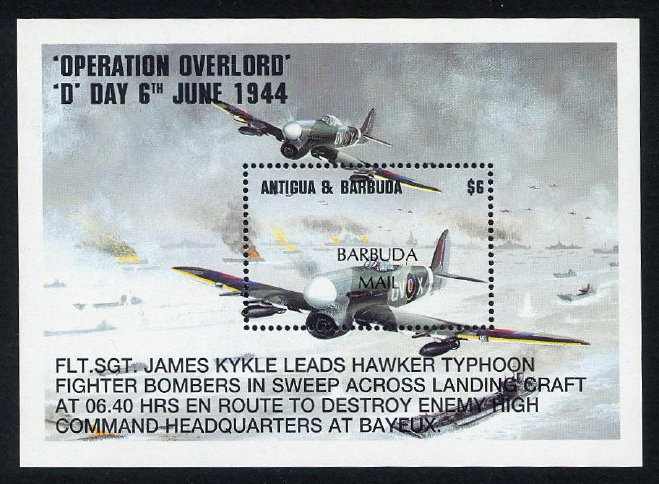 'OPERATION OVERLORD'
'D' DAY 6TH JUNE 1944
ANTIGUA & BARBUDA $6
BARBUDA
MAIL
FLT.SGT. JAMES KYKLE LEADS HAWKER TYPHOON
FIGHTER BOMBERS IN SWEEP ACROSS LANDING CRAFT
AT 06.40 HRS EN ROUTE TO DESTROY ENEMY HIGH
COMMAND HEADQUARTERS AT BAYEUX.